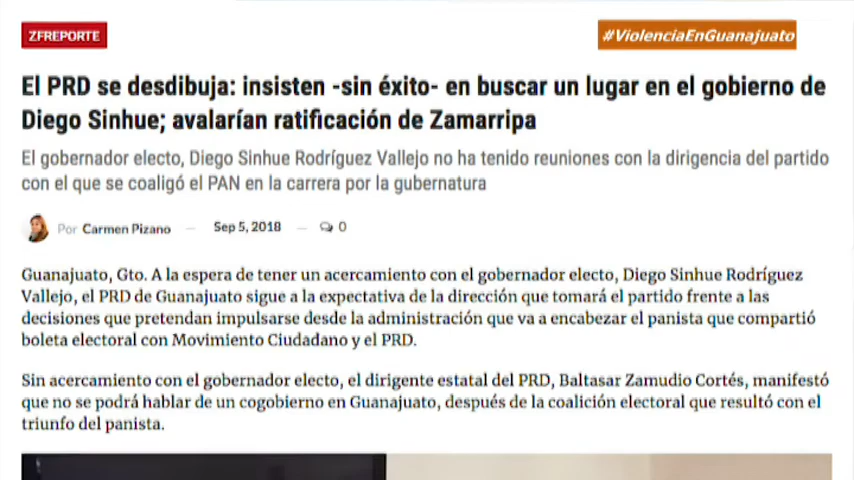 ZFREPORTE
#ViolenciaEnGuanajuato
El PRD se desdibuja: insisten -sin éxito- en buscar un lugar en el gobierno de
Diego Sinhue; avalarían ratificación de Zamarripa
El gobernador electo, Diego Sinhue Rodríguez Vallejo no ha tenido reuniones con la dirigencia del partido
con el que se coaligó el PAN en la carrera por la gubernatura
Por Carmen Pizano — Sep 5, 2018 — 0
Guanajuato, Gto. A la espera de tener un acercamiento con el gobernador electo, Diego Sinhue Rodríguez
Vallejo, el PRD de Guanajuato sigue a la expectativa de la dirección que tomará el partido frente a las
decisiones que pretendan impulsarse desde la administración que va a encabezar el panista que compartió
boleta electoral con Movimiento Ciudadano y el PRD.
Sin acercamiento con el gobernador electo, el dirigente estatal del PRD, Baltasar Zamudio Cortés, manifestó
que no se podrá hablar de un cogobierno en Guanajuato, después de la coalición electoral que resultó con el
triunfo del panista.